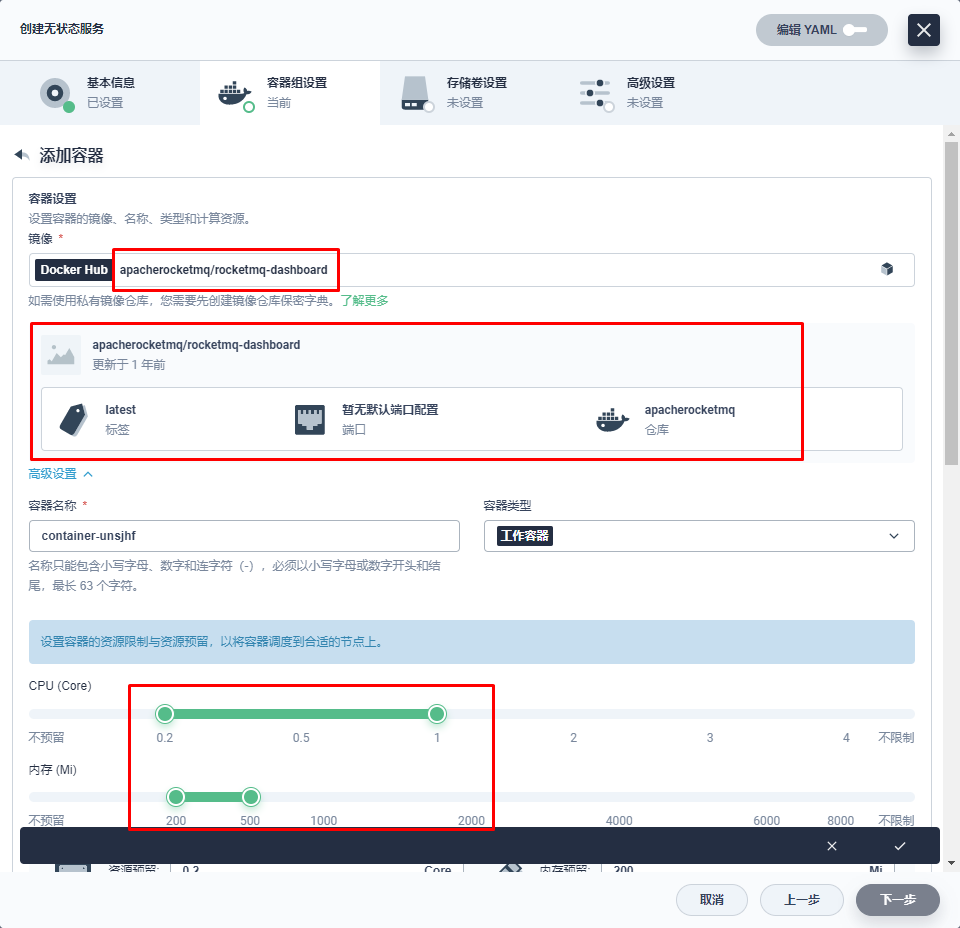 创建无状态服务
编辑 YAML
基本信息
已设置
容器组设置
当前
存储卷设置
未设置
高级设置
未设置
添加容器
容器设置
设置容器的镜像、名称、类型和计算资源。
镜像 *
Docker Hub apacherocketmq/rocketmq-dashboard
如需使用私有镜像仓库，您需要先创建镜像仓库保密字典。了解更多
apacherocketmq/rocketmq-dashboard
更新于 1 年前
latest
标签
暂无默认端口配置
端口
apacherocketmq
仓库
高级设置
容器名称 *
container-unsjhf
名称只能包含小写字母、数字和连字符（-），必须以小写字母或数字开头和结
尾，最长 63 个字符。
容器类型
工作容器
设置容器的资源限制与资源预留，以将容器调度到合适的节点上。
CPU (Core)
不预留 0.2 0.5 1 2 3 4 不限制
内存 (Mi)
不预留 200 500 1000 2000 4000 6000 8000 不限制
资源预留: 0.2 Core 内存预留: 200 Mi
取消 上一步 下一步